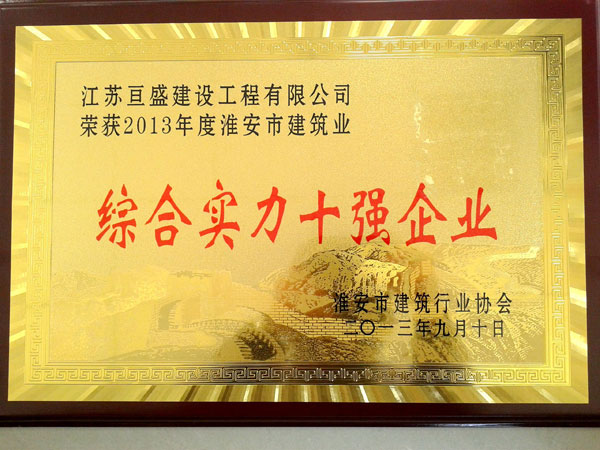 江苏亘盛建设工程有限公司
荣获2013年度淮安市建筑业
综合实力十强企业
淮安市建筑行业协会
二〇一三年九月十日